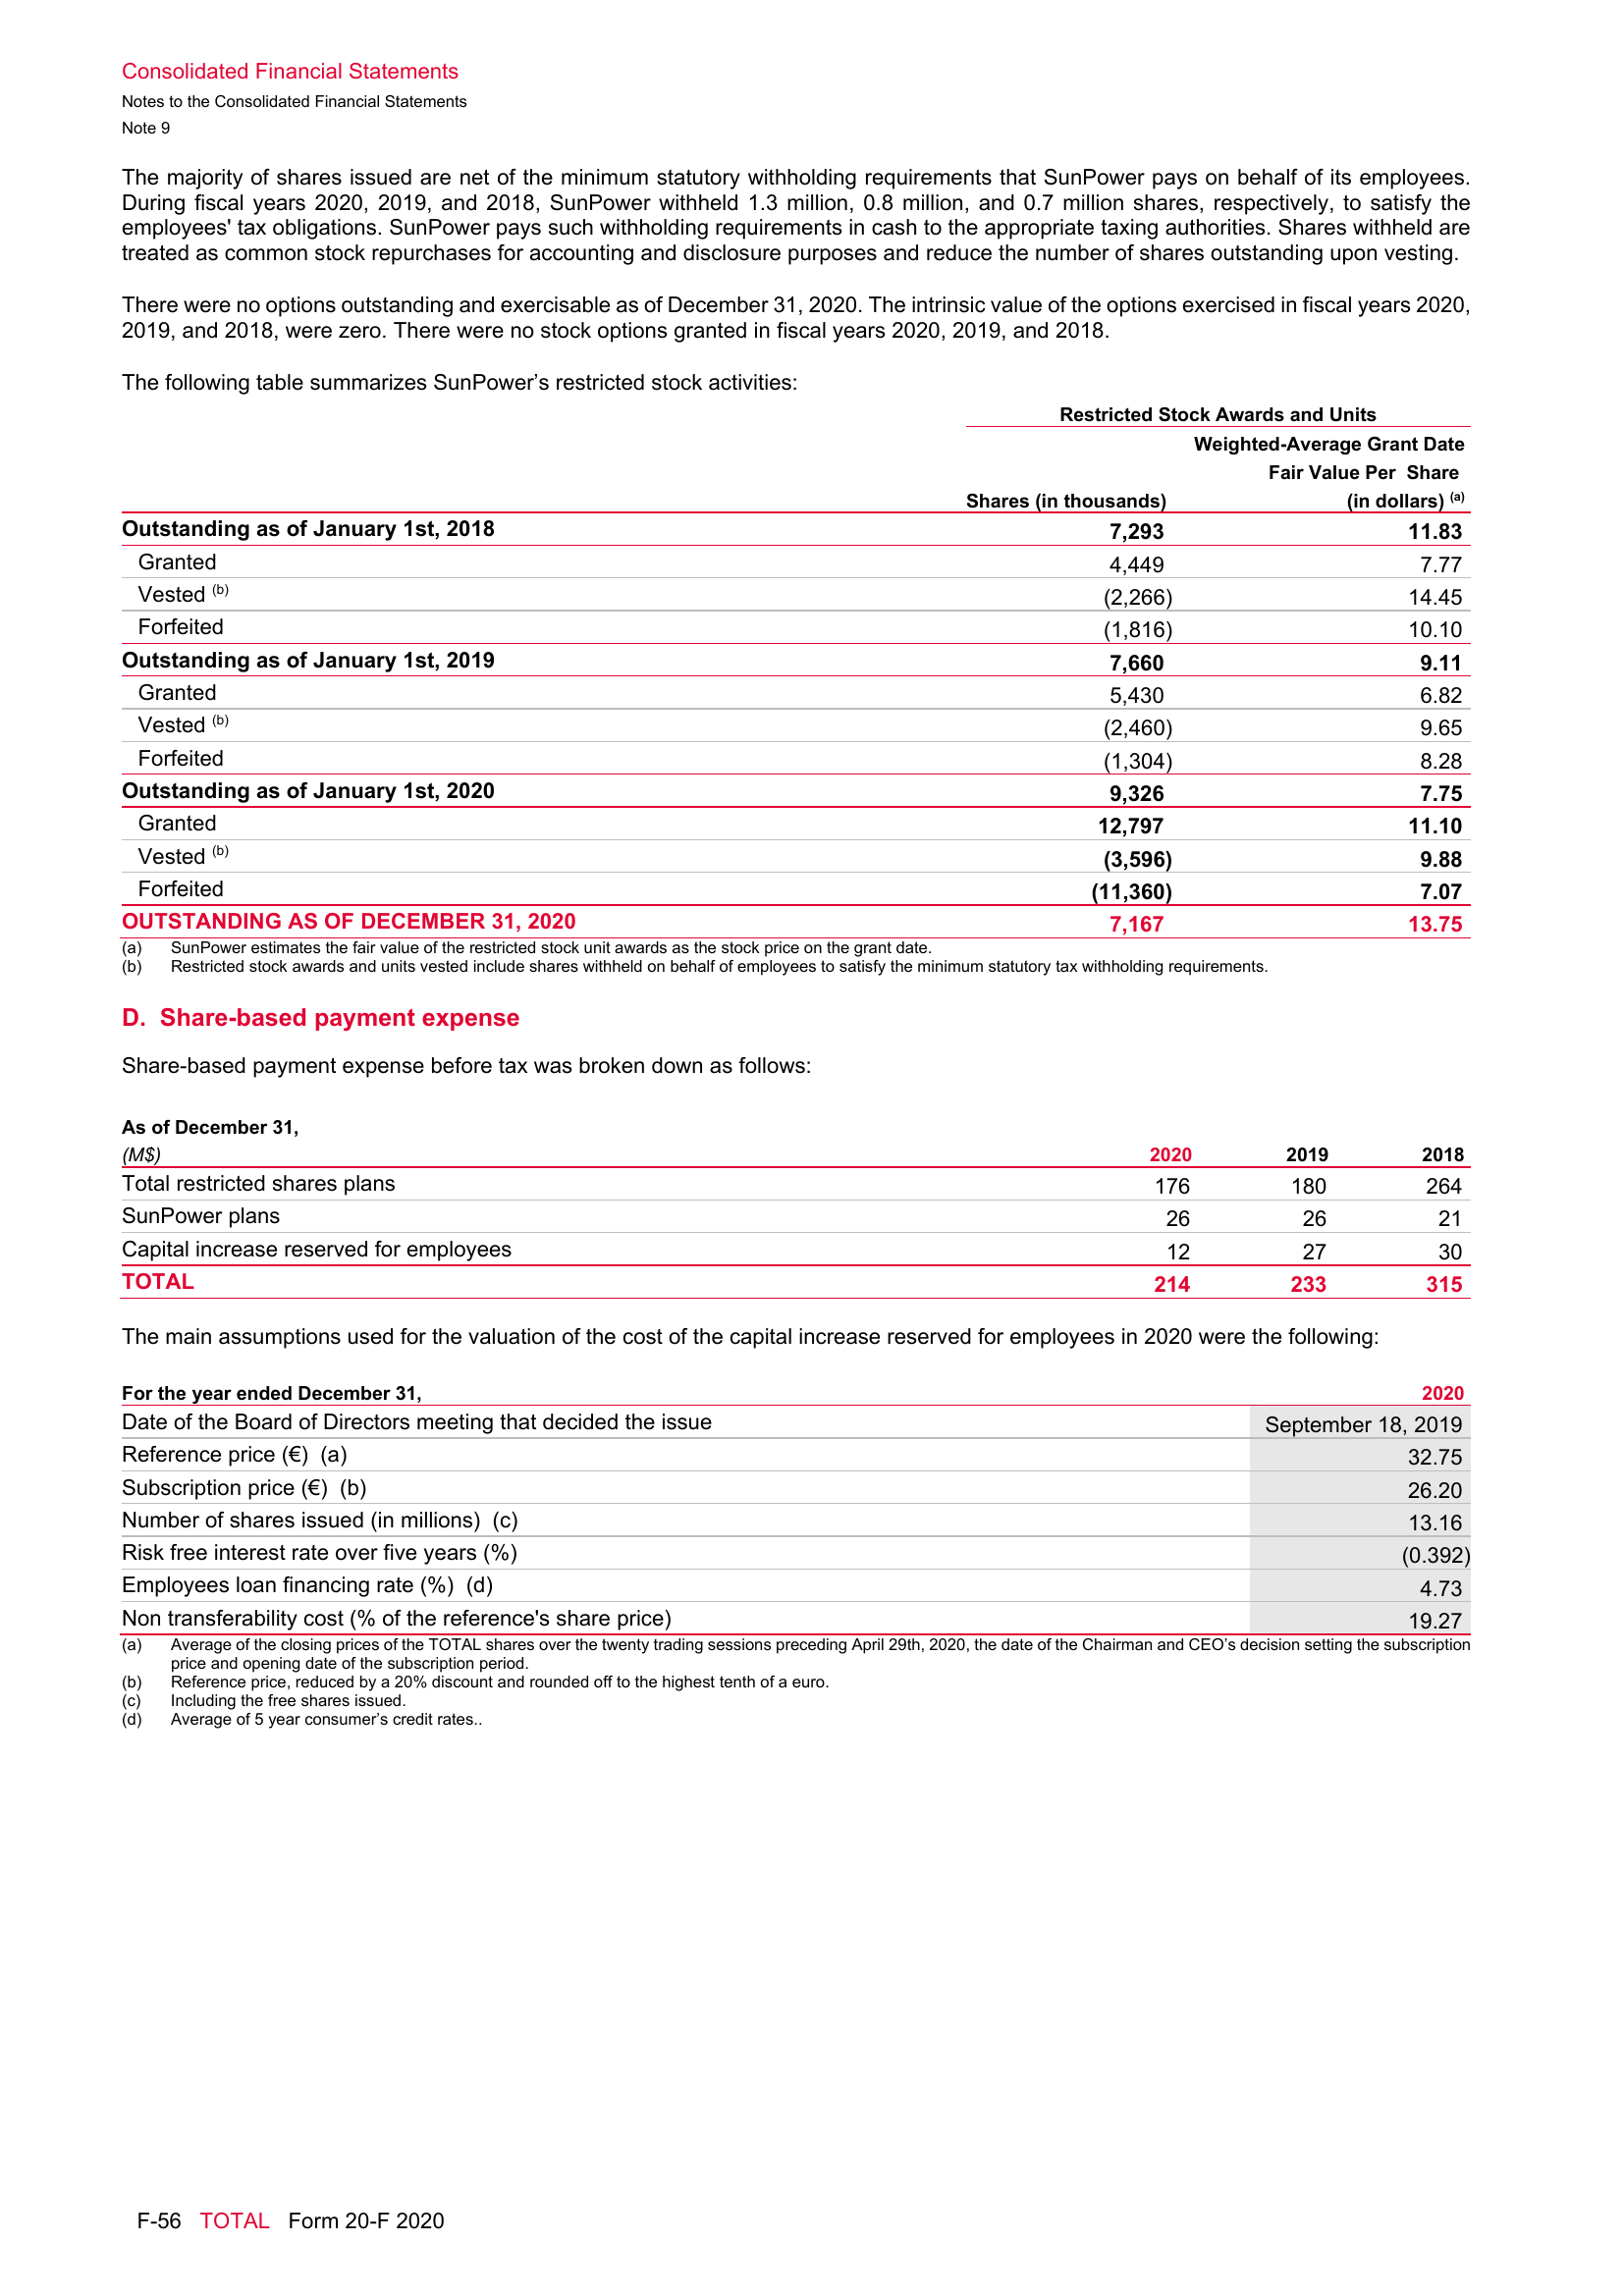 Consolidated Financial Statements
Notes to the Consolidated Financial Statements
Note 9
The majority of shares issued are net of the minimum statutory withholding requirements that SunPower pays on behalf of its employees.
During fiscal years 2020, 2019, and 2018, SunPower withheld 1.3 million, 0.8 million, and 0.7 million shares, respectively, to satisfy the
employees' tax obligations. SunPower pays such withholding requirements in cash to the appropriate taxing authorities. Shares withheld are
treated as common stock repurchases for accounting and disclosure purposes and reduce the number of shares outstanding upon vesting.
There were no options outstanding and exercisable as of December 31, 2020. The intrinsic value of the options exercised in fiscal years 2020,
2019, and 2018, were zero. There were no stock options granted in fiscal years 2020, 2019, and 2018.
The following table summarizes SunPower’s restricted stock activities:
Restricted Stock Awards and Units
Weighted-Average Grant Date
Fair Value Per Share
Shares (in thousands) (in dollars) (a)
Outstanding as of January 1st, 2018 7,293 11.83
Granted 4,449 7.77
Vested (b) (2,266) 14.45
Forfeited (1,816) 10.10
Outstanding as of January 1st, 2019 7,660 9.11
Granted 5,430 6.82
Vested (b) (2,460) 9.65
Forfeited (1,304) 8.28
Outstanding as of January 1st, 2020 9,326 7.75
Granted 12,797 11.10
Vested (b) (3,596) 9.88
Forfeited (11,360) 7.07
OUTSTANDING AS OF DECEMBER 31, 2020 7,167 13.75
(a) SunPower estimates the fair value of the restricted stock unit awards as the stock price on the grant date.
(b) Restricted stock awards and units vested include shares withheld on behalf of employees to satisfy the minimum statutory tax withholding requirements.
D. Share-based payment expense
Share-based payment expense before tax was broken down as follows:
As of December 31,
(M$) 2020 2019 2018
Total restricted shares plans 176 180 264
SunPower plans 26 26 21
Capital increase reserved for employees 12 27 30
TOTAL 214 233 315
The main assumptions used for the valuation of the cost of the capital increase reserved for employees in 2020 were the following:
For the year ended December 31, 2020
Date of the Board of Directors meeting that decided the issue September 18, 2019
Reference price (€) (a) 32.75
Subscription price (€) (b) 26.20
Number of shares issued (in millions) (c) 13.16
Risk free interest rate over five years (%) (0.392)
Employees loan financing rate (%) (d) 4.73
Non transferability cost (% of the reference's share price) 19.27
(a) Average of the closing prices of the TOTAL shares over the twenty trading sessions preceding April 29th, 2020, the date of the Chairman and CEO’s decision setting the subscription
price and opening date of the subscription period.
(b) Reference price, reduced by a 20% discount and rounded off to the highest tenth of a euro.
(c) Including the free shares issued.
(d) Average of 5 year consumer’s credit rates..
F-56 TOTAL Form 20-F 2020